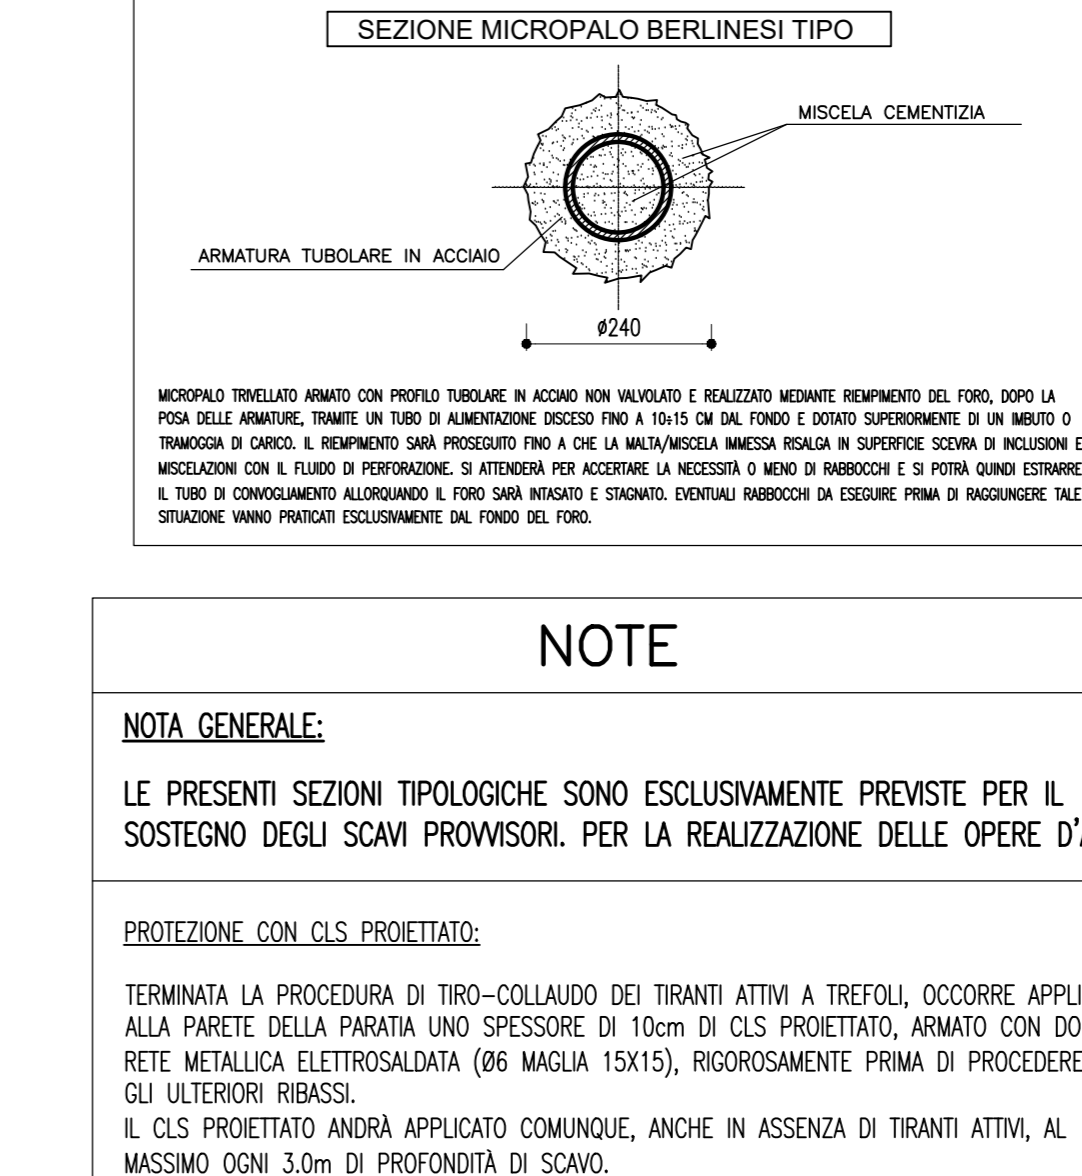 SEZIONE MICROPALO BERLINESI TIPO
MISCELA CEMENTIZIA
ARMATURA TUBOLARE IN ACCIAIO
ø240
MICROPALO TRIVELLATO ARMATO CON PROFILO TUBOLARE IN ACCIAIO NON VALVOLATO E REALIZZATO MEDIANTE RIEMPIMENTO DEL FORO, DOPO LA
POSA DELLE ARMATURE, TRAMITE UN TUBO DI ALIMENTAZIONE DISCESO FINO A 10÷15 CM DAL FONDO E DOTATO SUPERIORMENTE DI UN IMBUTO O
TRAMOGGIA DI CARICO. IL RIEMPIMENTO SARÀ PROSEGUITO FINO A CHE LA MALTA/MISCELA IMMESSA RISALGA IN SUPERFICIE SCEVRA DI INCLUSIONI E
MISCELAZIONI CON IL FLUIDO DI PERFORAZIONE. SI ATTENDERÀ PER ACCERTARE LA NECESSITÀ O MENO DI RABBOCCHI E SI POTRÀ QUINDI ESTRARRE
IL TUBO DI CONVOGLIAMENTO ALLORQUANDO IL FORO SARÀ INTASATO E STAGNATO. EVENTUALI RABBOCCHI DA ESEGUIRE PRIMA DI RAGGIUNGERE TALE
SITUAZIONE VANNO PRATICATI ESCLUSIVAMENTE DAL FONDO DEL FORO.
NOTE
NOTA GENERALE:
LE PRESENTI SEZIONI TIPOLOGICHE SONO ESCLUSIVAMENTE PREVISTE PER IL
SOSTEGNO DEGLI SCAVI PROVVISORI. PER LA REALIZZAZIONE DELLE OPERE D'A
PROTEZIONE CON CLS PROIETTATO:
TERMINATA LA PROCEDURA DI TIRO-COLLAUDO DEI TIRANTI ATTIVI A TREFOLI, OCCORRE APPLI
ALLA PARETE DELLA PARATIA UNO SPESSORE DI 10cm DI CLS PROIETTATO, ARMATO CON DO
RETE METALLICA ELETTROSALDATA (Ø6 MAGLIA 15X15), RIGOROSAMENTE PRIMA DI PROCEDERE
GLI ULTERIORI RIBASSI.
IL CLS PROIETTATO ANDRÀ APPLICATO COMUNQUE, ANCHE IN ASSENZA DI TIRANTI ATTIVI, AL
MASSIMO OGNI 3.0m DI PROFONDITÀ DI SCAVO.